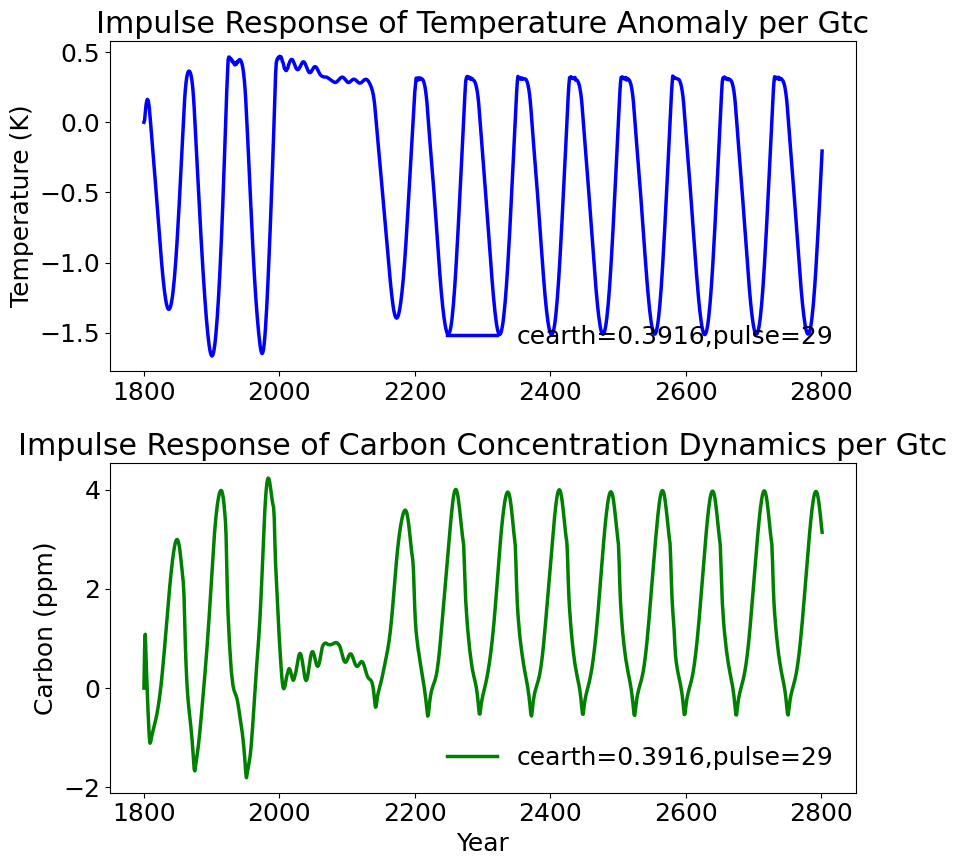 Impulse Response of Temperature Anomaly per Gtc
Temperature (K)
0.5
0.0
−0.5
−1.0
−1.5
cearth=0.3916,pulse=29
1800 2000 2200 2400 2600 2800
Impulse Response of Carbon Concentration Dynamics per Gtc
Carbon (ppm)
4
2
0
−2
cearth=0.3916,pulse=29
1800 2000 2200 2400 2600 2800
Year